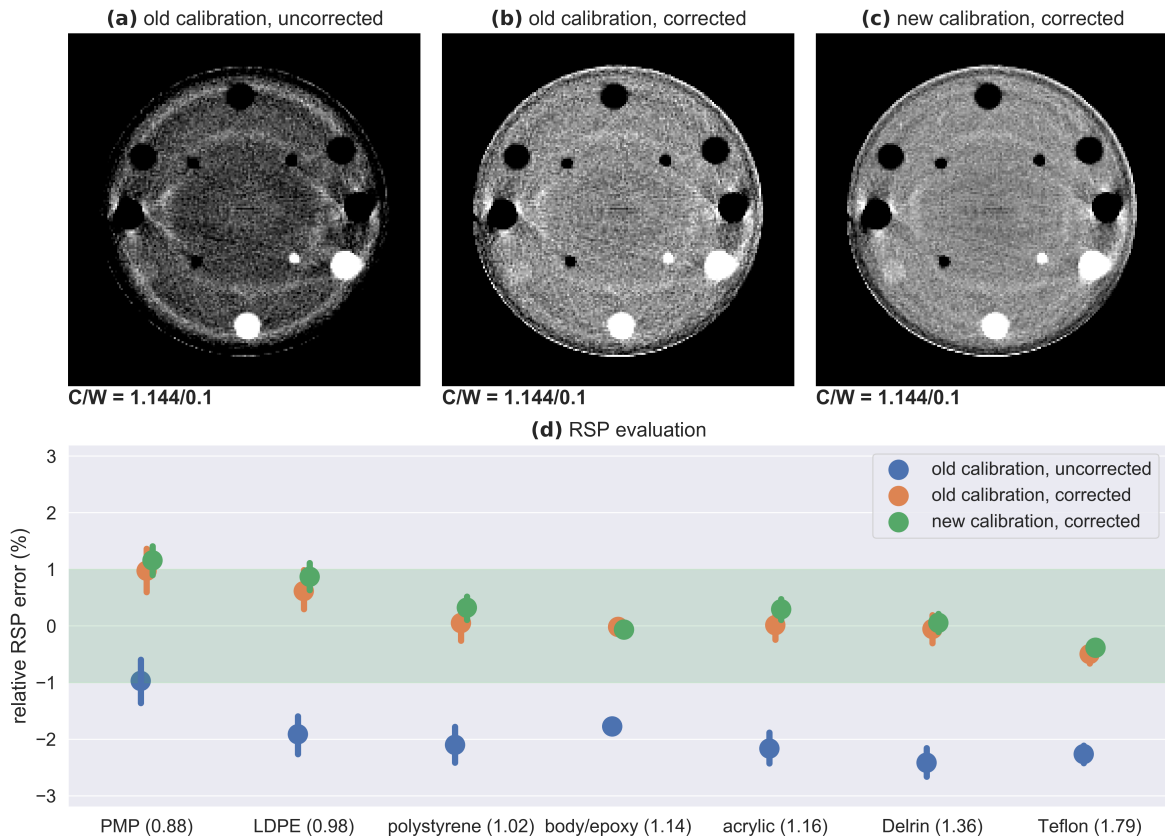 (a) old calibration, uncorrected
(b) old calibration, corrected
(c) new calibration, corrected
C/W = 1.144/0.1
C/W = 1.144/0.1
C/W = 1.144/0.1
(d) RSP evaluation
relative RSP error (%)
3
2
1
0
−1
−2
−3
old calibration, uncorrected
old calibration, corrected
new calibration, corrected
PMP (0.88)
LDPE (0.98)
polystyrene (1.02)
body/epoxy (1.14)
acrylic (1.16)
Delrin (1.36)
Teflon (1.79)